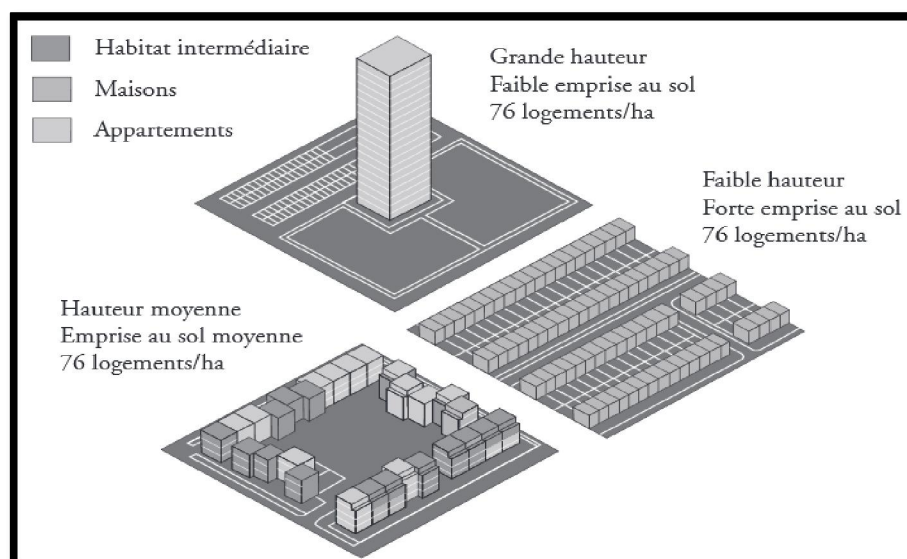 Habitat intermédiaire
Maisons
Appartements
Grande hauteur
Faible emprise au sol
76 logements/ha
Faible hauteur
Forte emprise au sol
76 logements/ha
Hauteur moyenne
Emprise au sol moyenne
76 logements/ha